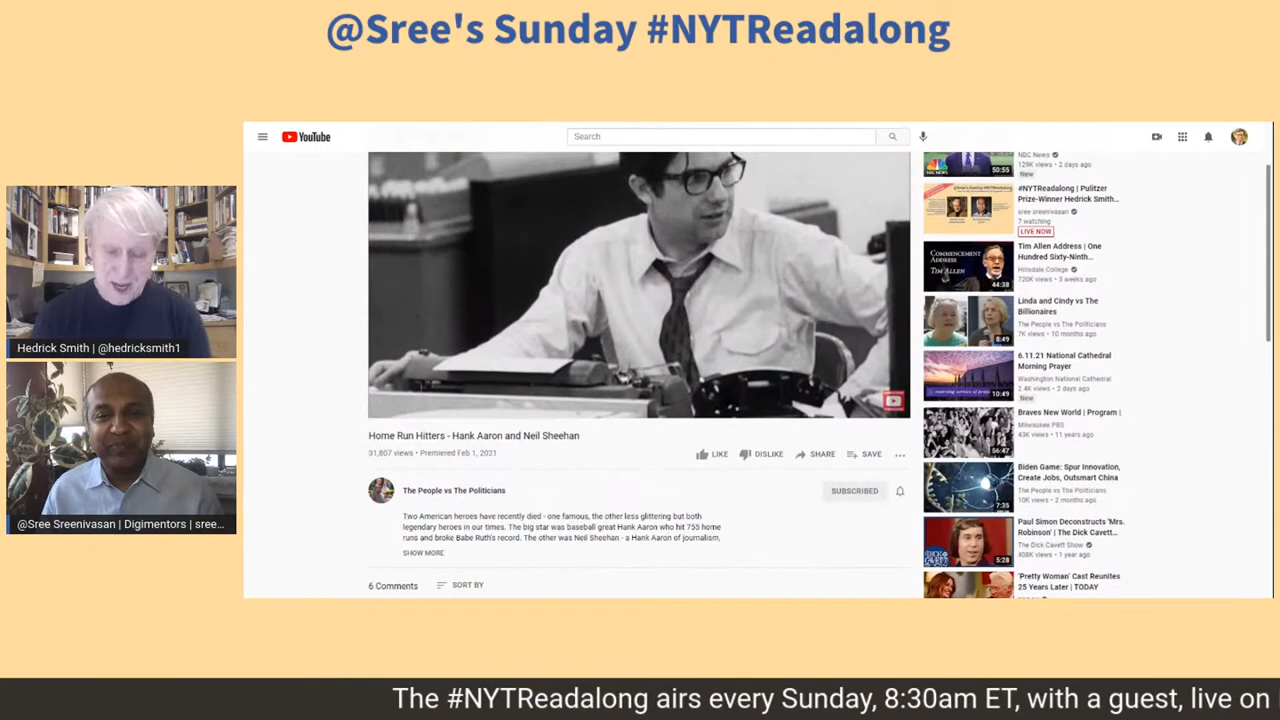 @Sree's Sunday #NYTReadalong
YouTube
Search
Hedrick Smith | @hedricksmith1
@Sree Sreenivasan | Digimentors | sree...
Home Run Hitters - Hank Aaron and Neil Sheehan
31,807 views • Premiered Feb 1, 2021
LIKE
DISLIKE
SHARE
SAVE
The People vs The Politicians
SUBSCRIBED
Two American heroes have recently died - one famous, the other less glittering but both
legendary heroes in our times. The big star was baseball great Hank Aaron who hit 755 home
runs and broke Babe Ruth's record. The other was Neil Sheehan - a Hank Aaron of journalism,
SHOW MORE
6 Comments
SORT BY
NBC NEWS
50:55
NBC News
129K views • 2 days ago
New
#NYTReadalong | Pulitzer
Prize-Winner Hedrick Smith...
sree sreenivasan
7 watching
LIVE NOW
COMMENCEMENT
ADDRESS
TIM ALLEN
44:38
Tim Allen Address | One
Hundred Sixty-Ninth...
Hillsdale College
720K views • 3 weeks ago
8:49
Linda and Cindy vs The
Billionaires
The People vs The Politicians
7K views • 10 months ago
10:49
6.11.21 National Cathedral
Morning Prayer
Washington National Cathedral
2.4K views • 2 days ago
New
56:47
Braves New World | Program |
Milwaukee PBS
43K views • 11 years ago
7:35
Biden Game: Spur Innovation,
Create Jobs, Outsmart China
The People vs The Politicians
10K views • 2 months ago
5:28
Paul Simon Deconstructs 'Mrs.
Robinson' | The Dick Cavett...
The Dick Cavett Show
408K views • 1 year ago
'Pretty Woman' Cast Reunites
25 Years Later | TODAY
The #NYTReadalong airs every Sunday, 8:30am ET, with a guest, live on